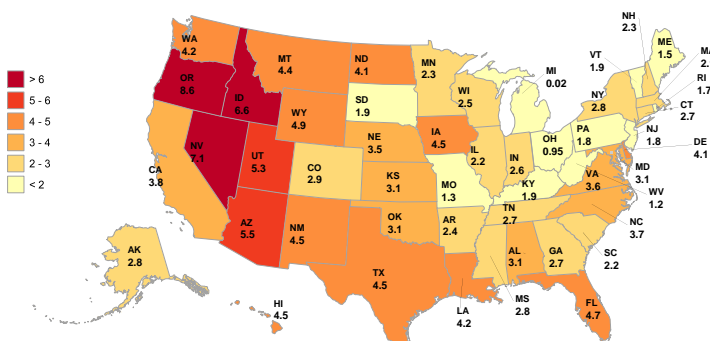 > 6
5 - 6
4 - 5
3 - 4
2 - 3
< 2
WA
4.2
OR
8.6
ID
6.6
MT
4.4
ND
4.1
MN
2.3
WI
2.5
MI
0.02
SD
1.9
WY
4.9
NV
7.1
UT
5.3
CA
3.8
CO
2.9
NE
3.5
IA
4.5
IL
2.2
IN
2.6
OH
0.95
PA
1.8
NY
2.8
VT
1.9
NH
2.3
ME
1.5
RI
1.7
CT
2.7
NJ
1.8
DE
4.1
MD
3.1
WV
1.2
VA
3.6
KY
1.9
MO
1.3
KS
3.1
AZ
5.5
NM
4.5
OK
3.1
AR
2.4
TN
2.7
NC
3.7
SC
2.2
GA
2.7
AL
3.1
MS
2.8
LA
4.2
TX
4.5
FL
4.7
AK
2.8
HI
4.5